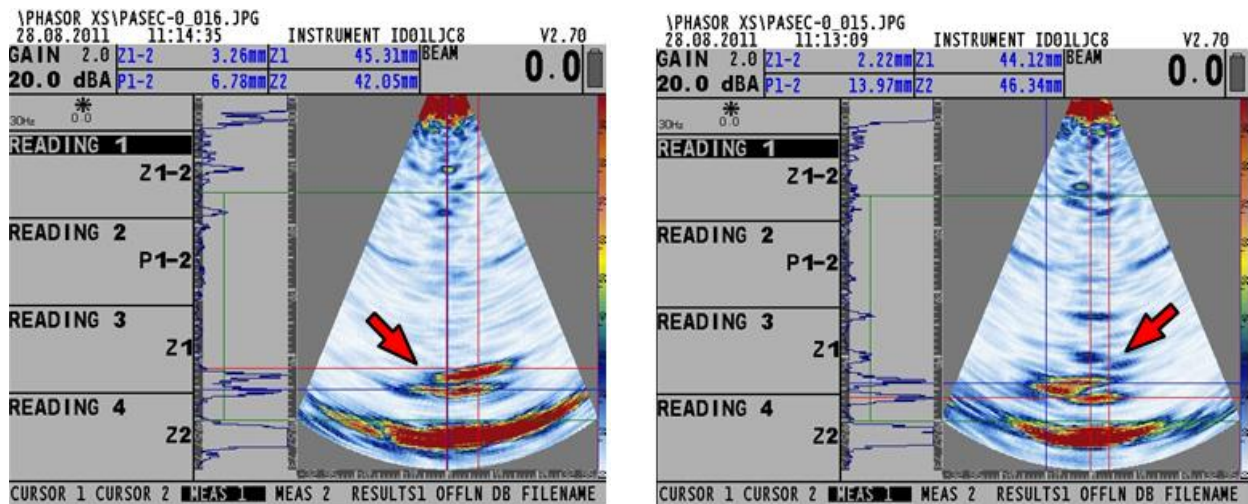 \PHASOR XS\PASEC-0_016.JPG
28.08.2011 11:14:35 INSTRUMENT ID01LJC8 V2.70
GAIN 2.0 Z1-2 3.26mm Z1 45.31mm BEAM 0.0
20.0 dBA P1-2 6.78mm Z2 42.05mm
30Hz 0.0
READING 1
Z1-2
READING 2
P1-2
READING 3
Z1
READING 4
Z2
CURSOR 1 CURSOR 2 MEAS 1 MEAS 2 RESULTS1 OFFLN DB FILENAME
\PHASOR XS\PASEC-0_015.JPG
28.08.2011 11:13:09 INSTRUMENT ID01LJC8 V2.70
GAIN 2.0 Z1-2 2.22mm Z1 44.12mm BEAM 0.0
20.0 dBA P1-2 13.97mm Z2 46.34mm
30Hz 0.0
READING 1
Z1-2
READING 2
P1-2
READING 3
Z1
READING 4
Z2
CURSOR 1 CURSOR 2 MEAS 1 MEAS 2 RESULTS1 OFFLN DB FILENAME